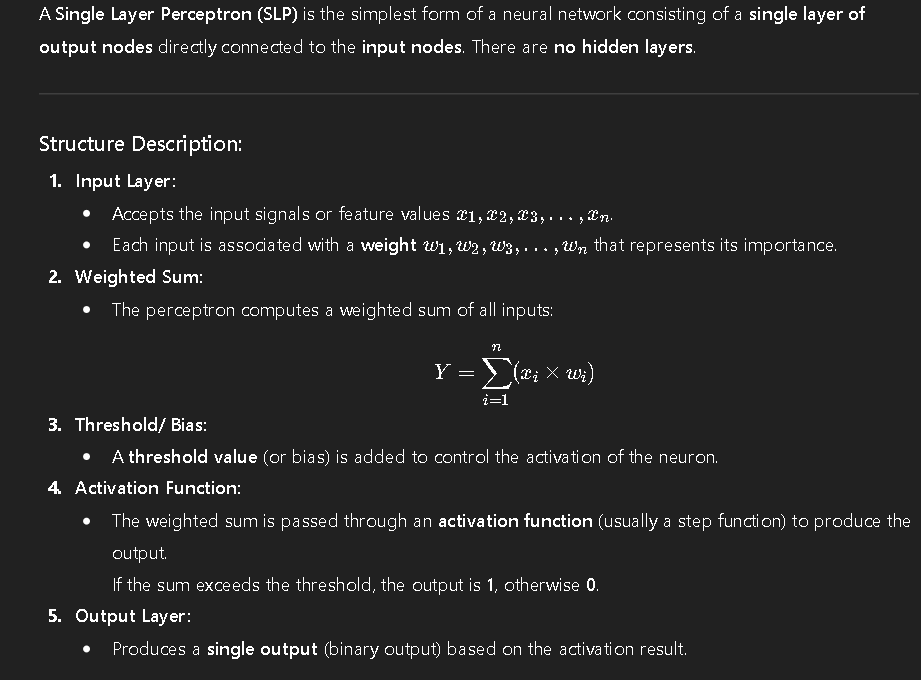 A Single Layer Perceptron (SLP) is the simplest form of a neural network consisting of a single layer of
output nodes directly connected to the input nodes. There are no hidden layers.
Structure Description:
1. Input Layer:
• Accepts the input signals or feature values x₁, x₂, x₃, . . . , xₙ.
• Each input is associated with a weight w₁, w₂, w₃, . . . , wₙ that represents its importance.
2. Weighted Sum:
• The perceptron computes a weighted sum of all inputs:
Y = ∑ᵢ₌₁ⁿ (xᵢ × wᵢ)
3. Threshold/ Bias:
• A threshold value (or bias) is added to control the activation of the neuron.
4. Activation Function:
• The weighted sum is passed through an activation function (usually a step function) to produce the
output.
If the sum exceeds the threshold, the output is 1, otherwise 0.
5. Output Layer:
• Produces a single output (binary output) based on the activation result.